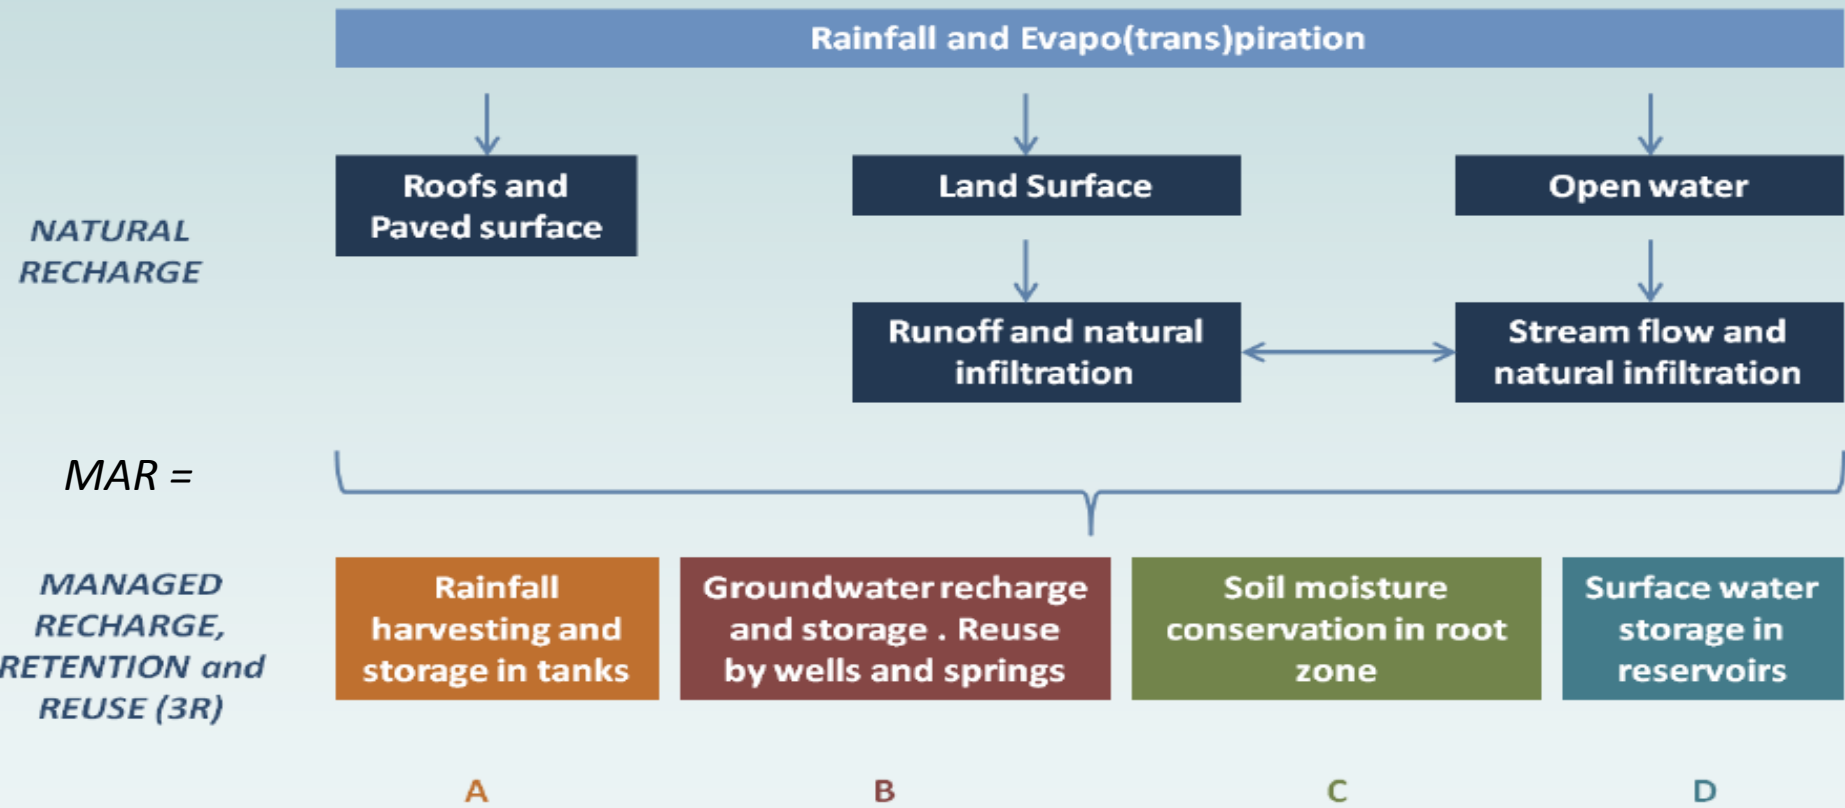 Rainfall and Evapo(trans)piration
Roofs and
Paved surface
Land Surface
Open water
NATURAL
RECHARGE
Runoff and natural
infiltration
Stream flow and
natural infiltration
MAR =
MANAGED
RECHARGE,
RETENTION and
REUSE (3R)
Rainfall
harvesting and
storage in tanks
Groundwater recharge
and storage . Reuse
by wells and springs
Soil moisture
conservation in root
zone
Surface water
storage in
reservoirs
A
B
C
D